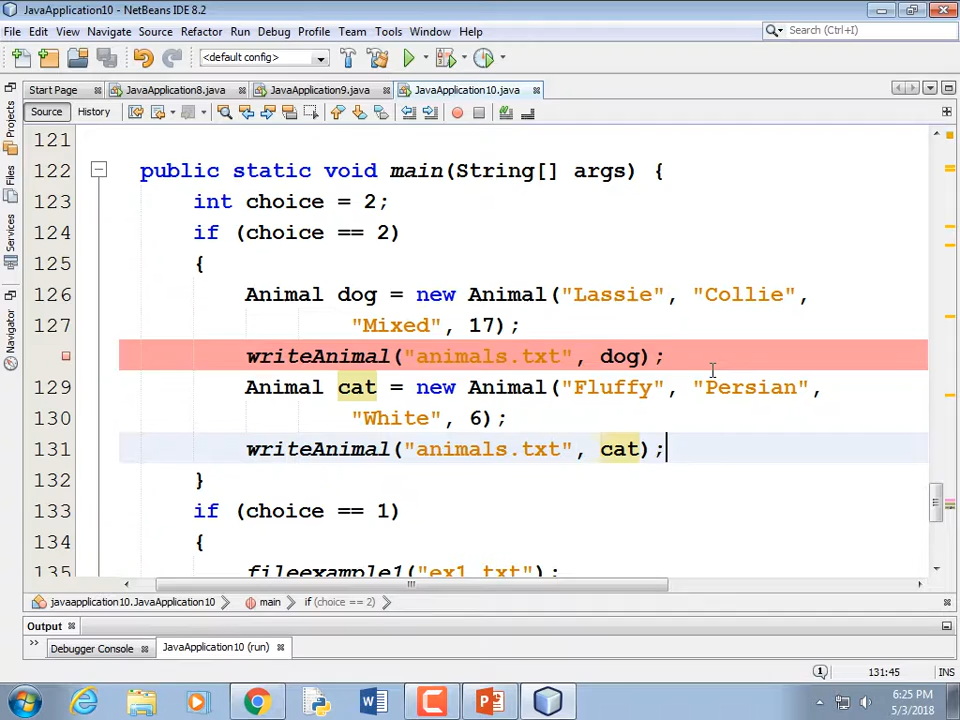 JavaApplication10 - NetBeans IDE 8.2
File Edit View Navigate Source Refactor Run Debug Profile Team Tools Window Help
Search (Ctrl+I)
<default config>
Start Page JavaApplication8.java JavaApplication9.java JavaApplication10.java
Source History
Projects
Files
Services
Navigator
121
122 public static void main(String[] args) {
123 int choice = 2;
124 if (choice == 2)
125 {
126 Animal dog = new Animal("Lassie", "Collie",
127 "Mixed", 17);
writeAnimal("animals.txt", dog);
129 Animal cat = new Animal("Fluffy", "Persian",
130 "White", 6);
131 writeAnimal("animals.txt", cat);
132 }
133 if (choice == 1)
134 {
135 fileexample1("ex1.txt");
javaapplication10.JavaApplication10 main if (choice == 2)
Output
Debugger Console JavaApplication10 (run)
1 131:45 INS
6:25 PM
5/3/2018